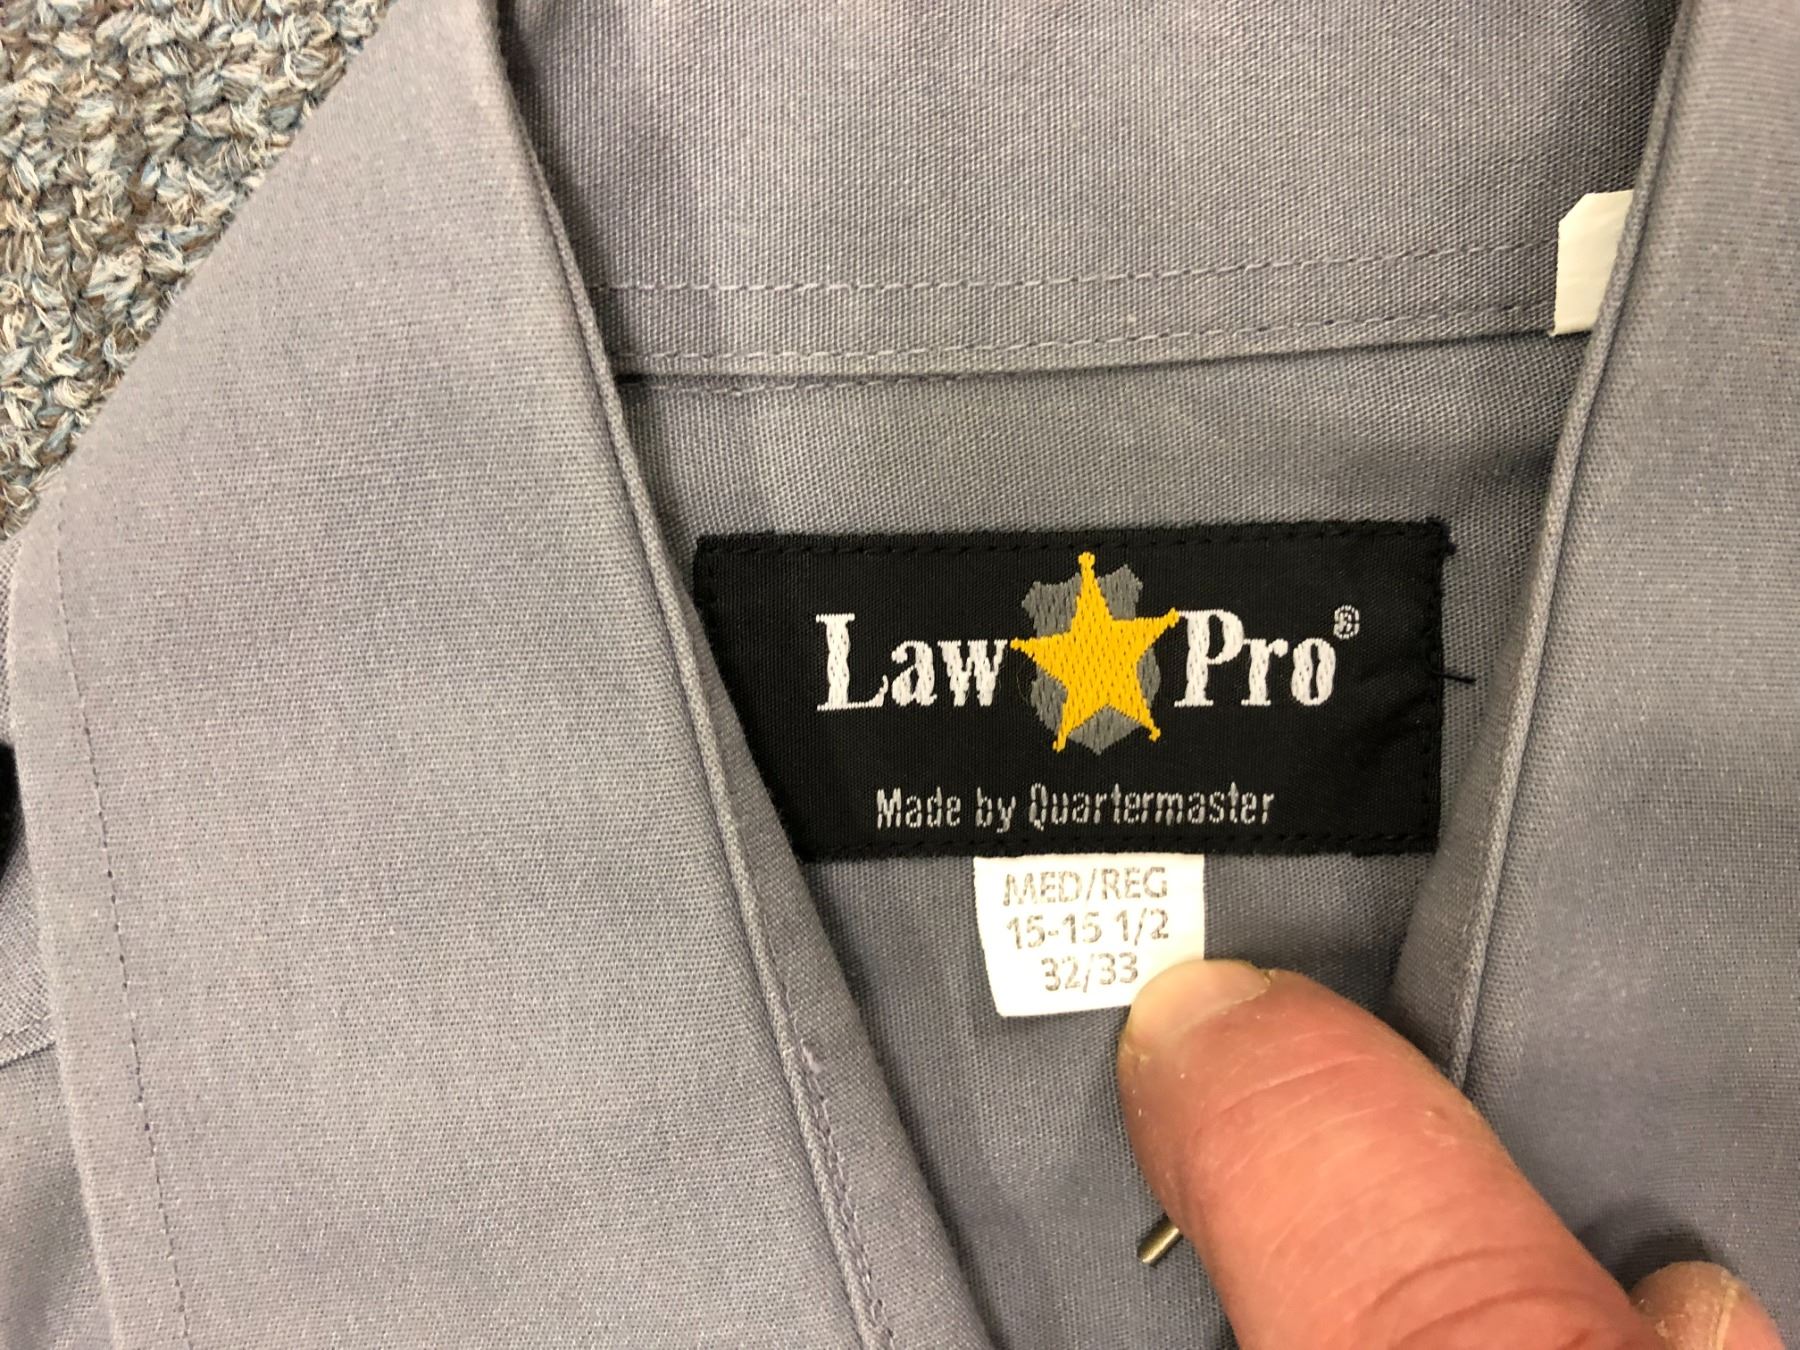 Law Pro®
Made by Quartermaster
MED/REG
15-15 1/2
32/33